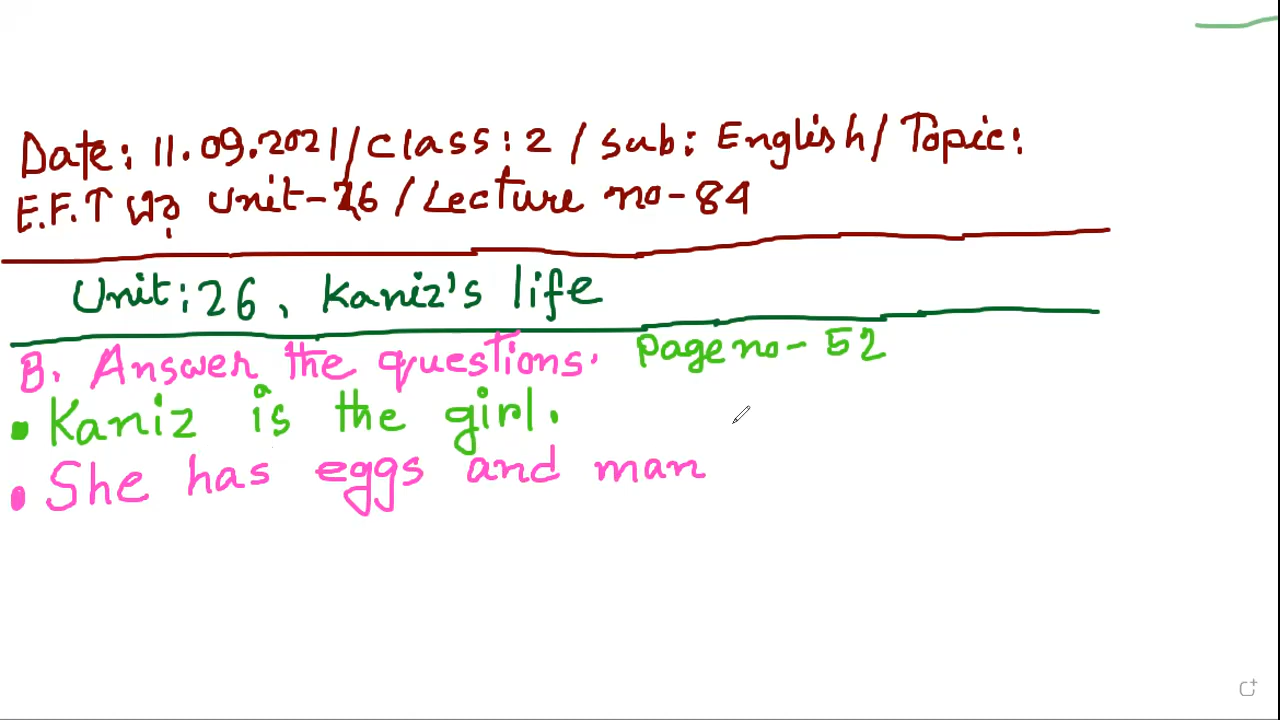 Date: 11.09.2021/Class: 2 / Sub: English/ Topic:
E.F.T Unit-26 / Lecture no-84
Unit: 26, Kaniz's life
B. Answer the questions. Page no-52
• Kaniz is the girl.
• She has eggs and man